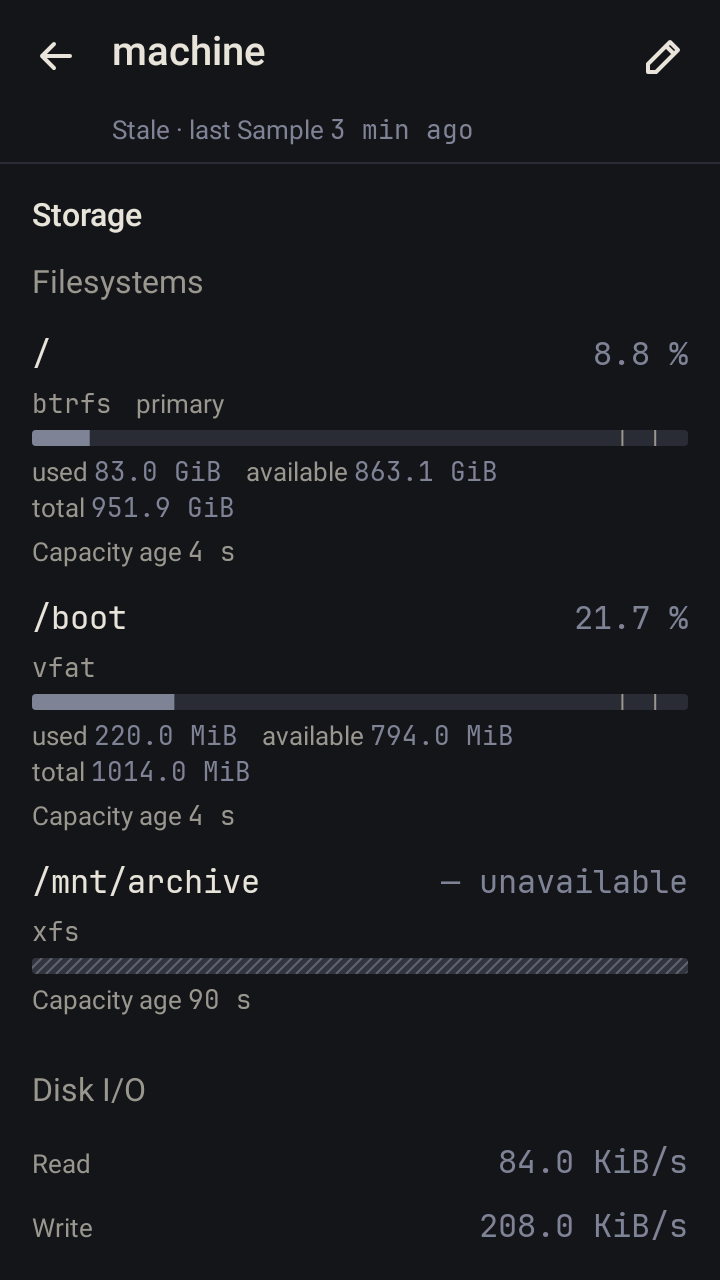 machine
Stale · last Sample 3 min ago
Storage
Filesystems
/ 8.8 %
btrfs primary
used 83.0 GiB available 863.1 GiB
total 951.9 GiB
Capacity age 4 s
/boot 21.7 %
vfat
used 220.0 MiB available 794.0 MiB
total 1014.0 MiB
Capacity age 4 s
/mnt/archive — unavailable
xfs
Capacity age 90 s
Disk I/O
Read 84.0 KiB/s
Write 208.0 KiB/s